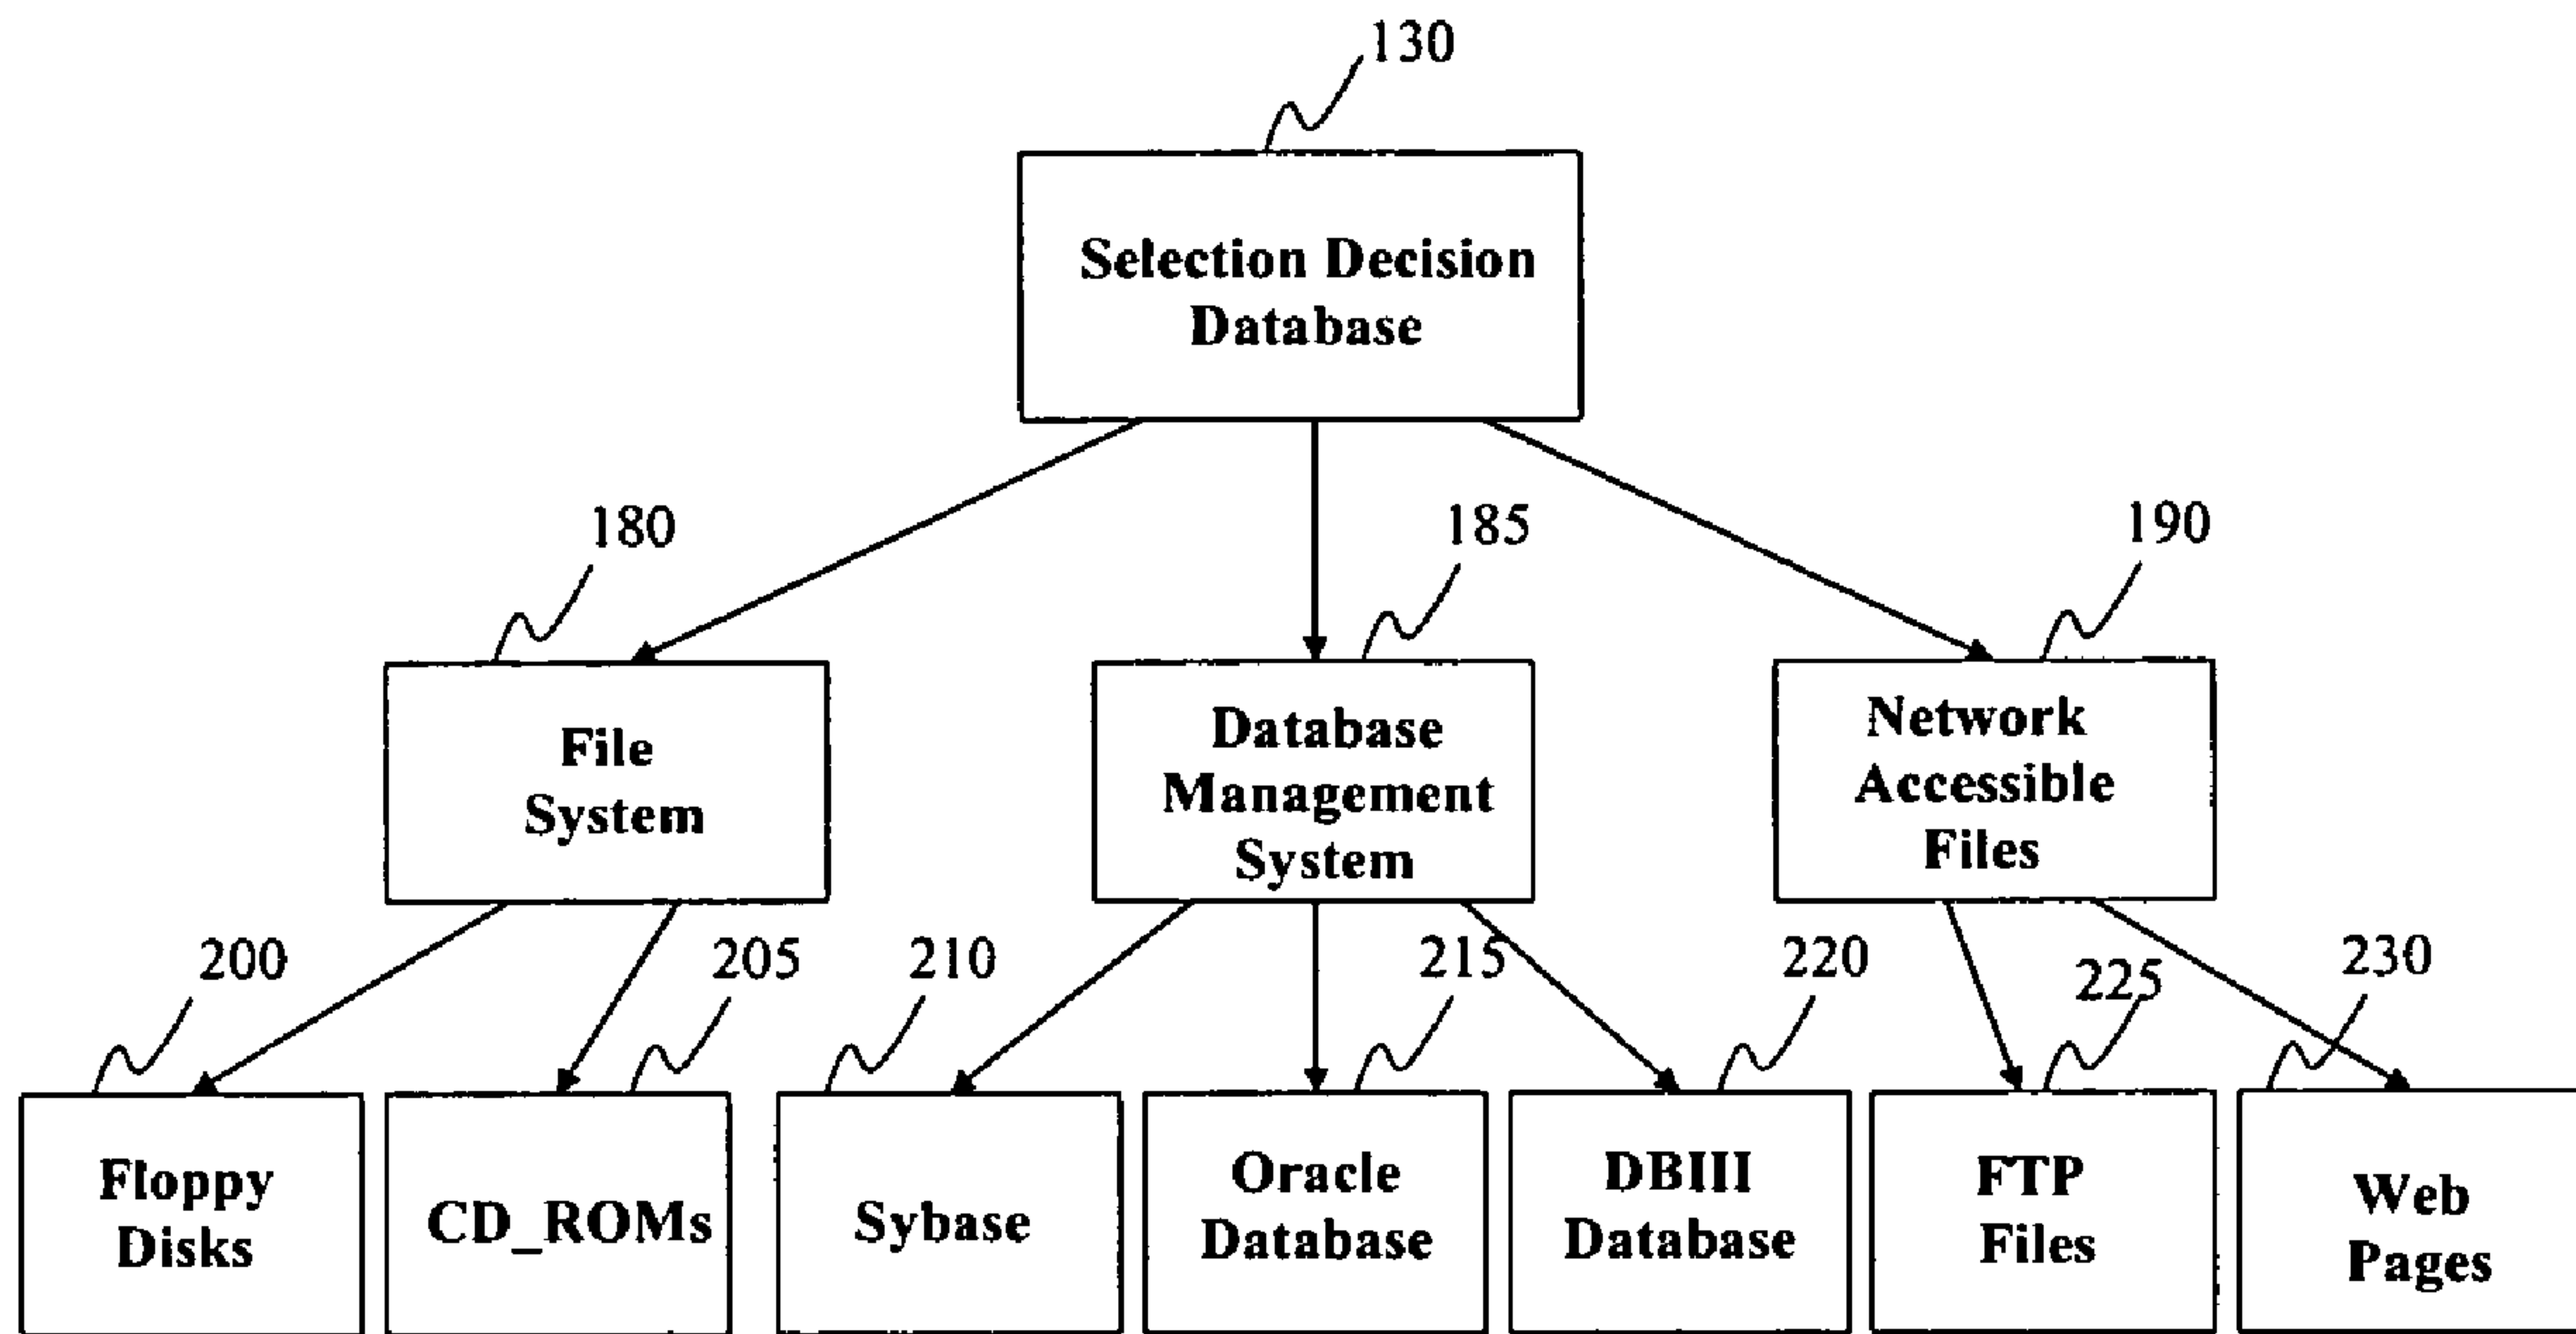 130
Selection Decision
Database
180
185
190
File
System
Database
Management
System
Network
Accessible
Files
200
205
210
215
220
225
230
Floppy
Disks
CD_ROMs
Sybase
Oracle
Database
DBIII
Database
FTP
Files
Web
Pages